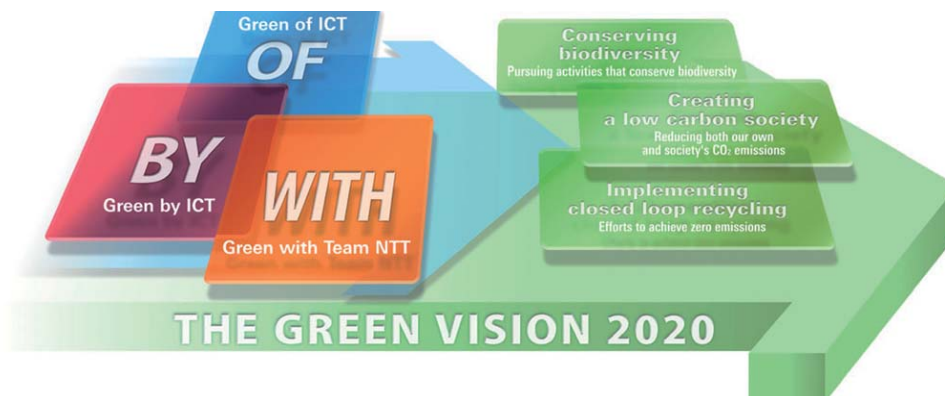 Green of ICT
OF
BY
Green by ICT
WITH
Green with Team NTT
Conserving
biodiversity
Pursuing activities that conserve biodiversity
Creating
a low carbon society
Reducing both our own
and society's CO₂ emissions
Implementing
closed loop recycling
Efforts to achieve zero emissions
THE GREEN VISION 2020